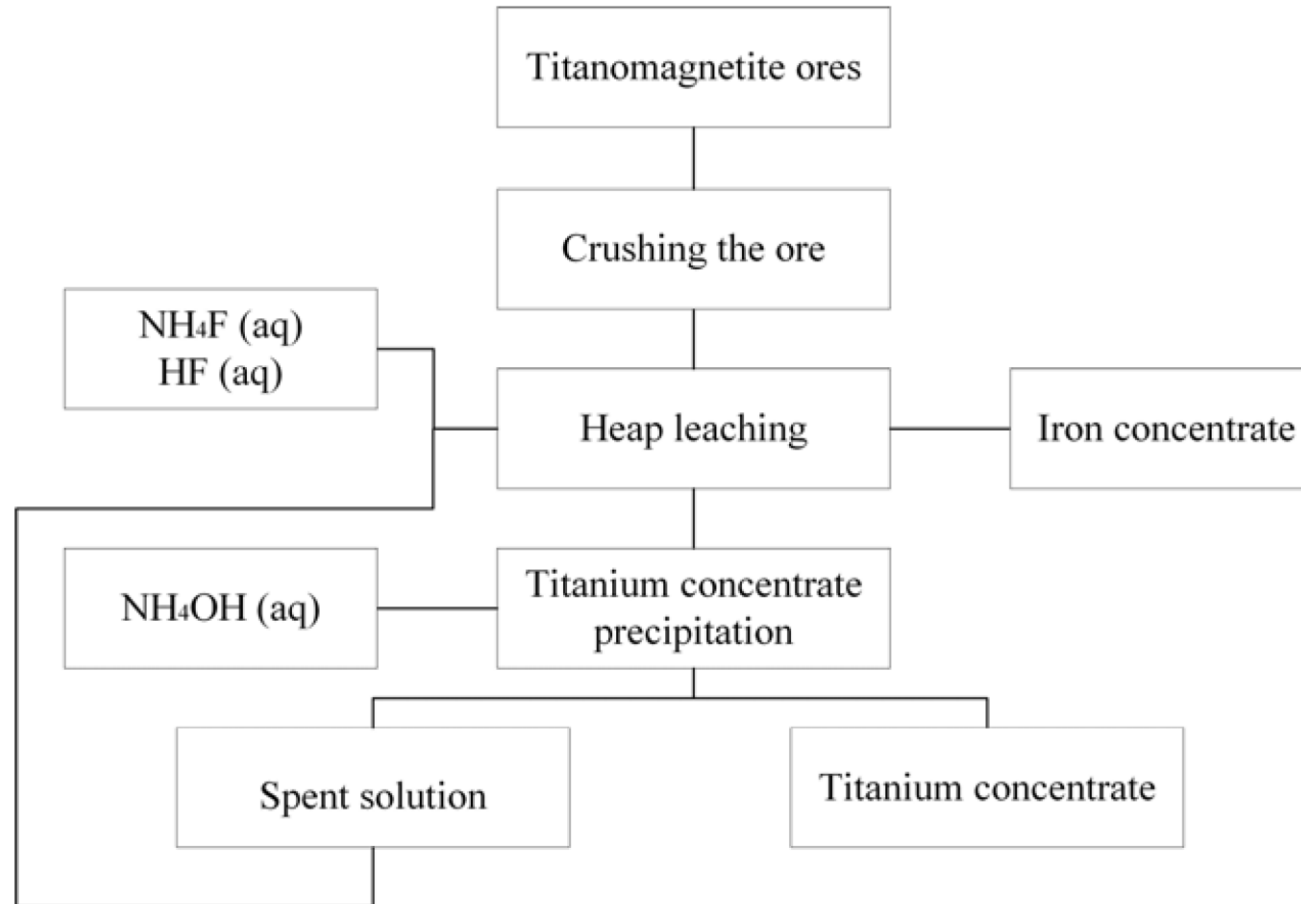 Titanomagnetite ores
Crushing the ore
NH₄F (aq)
HF (aq)
Heap leaching
Iron concentrate
NH₄OH (aq)
Titanium concentrate
precipitation
Spent solution
Titanium concentrate